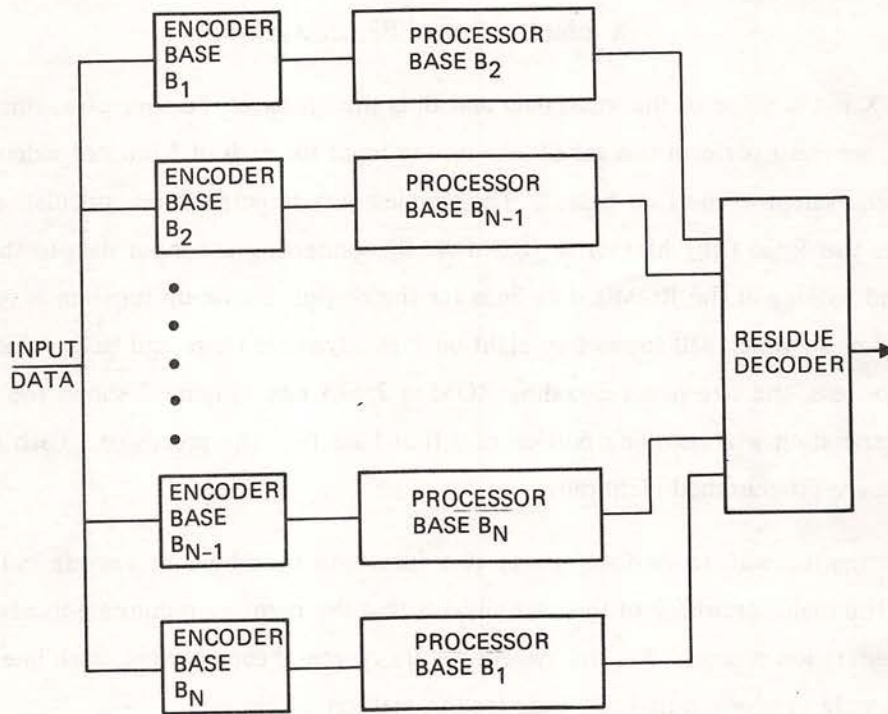 ENCODER
BASE
B1
PROCESSOR
BASE B2
ENCODER
BASE
B2
PROCESSOR
BASE BN-1
INPUT
DATA
RESIDUE
DECODER
ENCODER
BASE
BN-1
PROCESSOR
BASE BN
ENCODER
BASE
BN
PROCESSOR
BASE B1